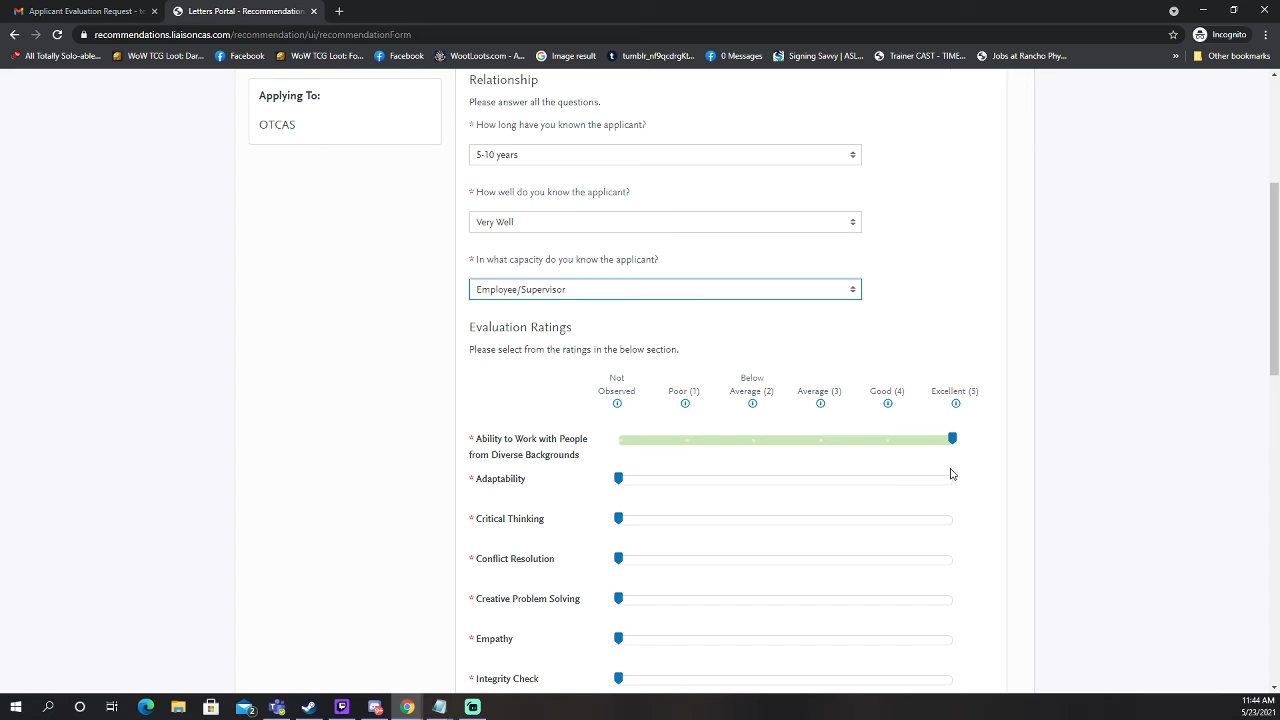 Applicant Evaluation Request - te
Letters Portal - Recommendation
Incognito
recommendations.liaisoncas.com/recommendation/ui/recommendationForm
All Totally Solo-able...
WoW TCG Loot: Dar...
Facebook
WoW TCG Loot: Fo...
Facebook
WootLoots.com - A...
Image result
tumblr_nf9qcdrgKt...
0 Messages
Signing Savvy | ASL...
Trainer CAST - TIME...
Jobs at Rancho Phy...
»
Other bookmarks
Applying To:
OTCAS
Relationship
Please answer all the questions.
* How long have you known the applicant?
5-10 years
* How well do you know the applicant?
Very Well
* In what capacity do you know the applicant?
Employee/Supervisor
Evaluation Ratings
Please select from the ratings in the below section.
Not Observed
Poor (1)
Below Average (2)
Average (3)
Good (4)
Excellent (5)
* Ability to Work with People
from Diverse Backgrounds
* Adaptability
* Critical Thinking
* Conflict Resolution
* Creative Problem Solving
* Empathy
* Integrity Check
2
11:44 AM
5/23/2021